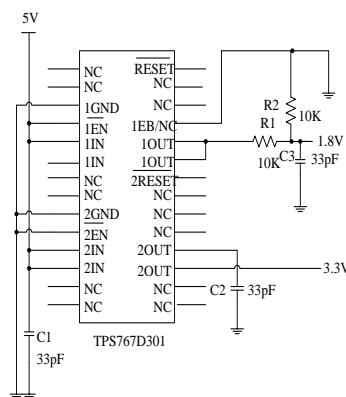 5V
NC RESET
NC NC
1GND NC R2
10K
1EN 1EB/NC R1
1IN 1OUT 1.8V
1IN 1OUT 10K C3 33pF
NC 2RESET
NC NC
2GND NC
2EN NC
2IN 2OUT
2IN 2OUT 3.3V
NC NC C2 33pF
NC NC
C1
33pF
TPS767D301